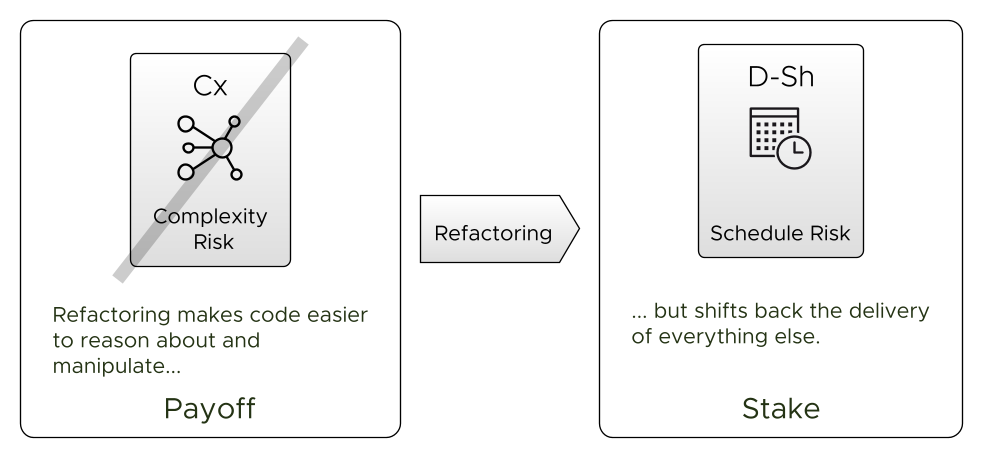 Cx
Complexity
Risk
Refactoring makes code easier
to reason about and
manipulate...
Payoff
Refactoring
D-Sh
Schedule Risk
... but shifts back the delivery
of everything else.
Stake